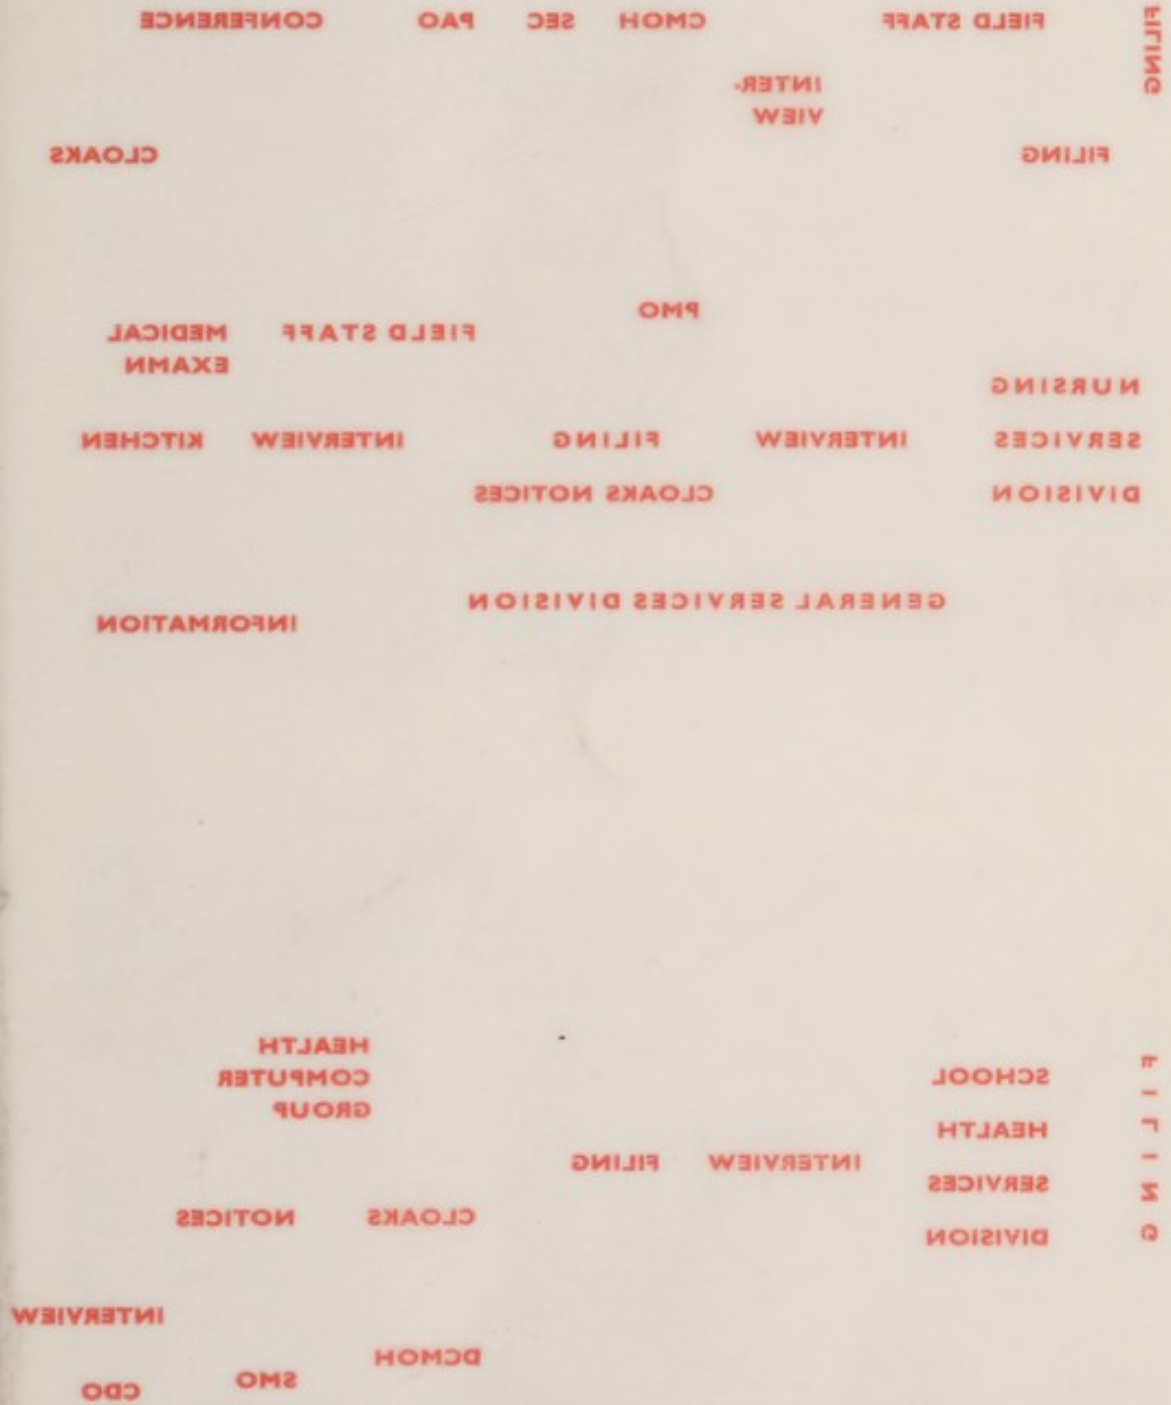 CONFERENCE PAO SEC CMOH FIELD STAFF
FILING
INTER-
VIEW
CLOAKS
FILING
PMO
MEDICAL
EXAMN
FIELD STAFF
NURSING
SERVICES
DIVISION
KITCHEN INTERVIEW FILING INTERVIEW
CLOAKS NOTICES
GENERAL SERVICES DIVISION
INFORMATION
HEALTH
COMPUTER
GROUP
SCHOOL
HEALTH
SERVICES
DIVISION
FILING
FILING INTERVIEW
NOTICES CLOAKS
INTERVIEW
DCMOH
SMO
CDO